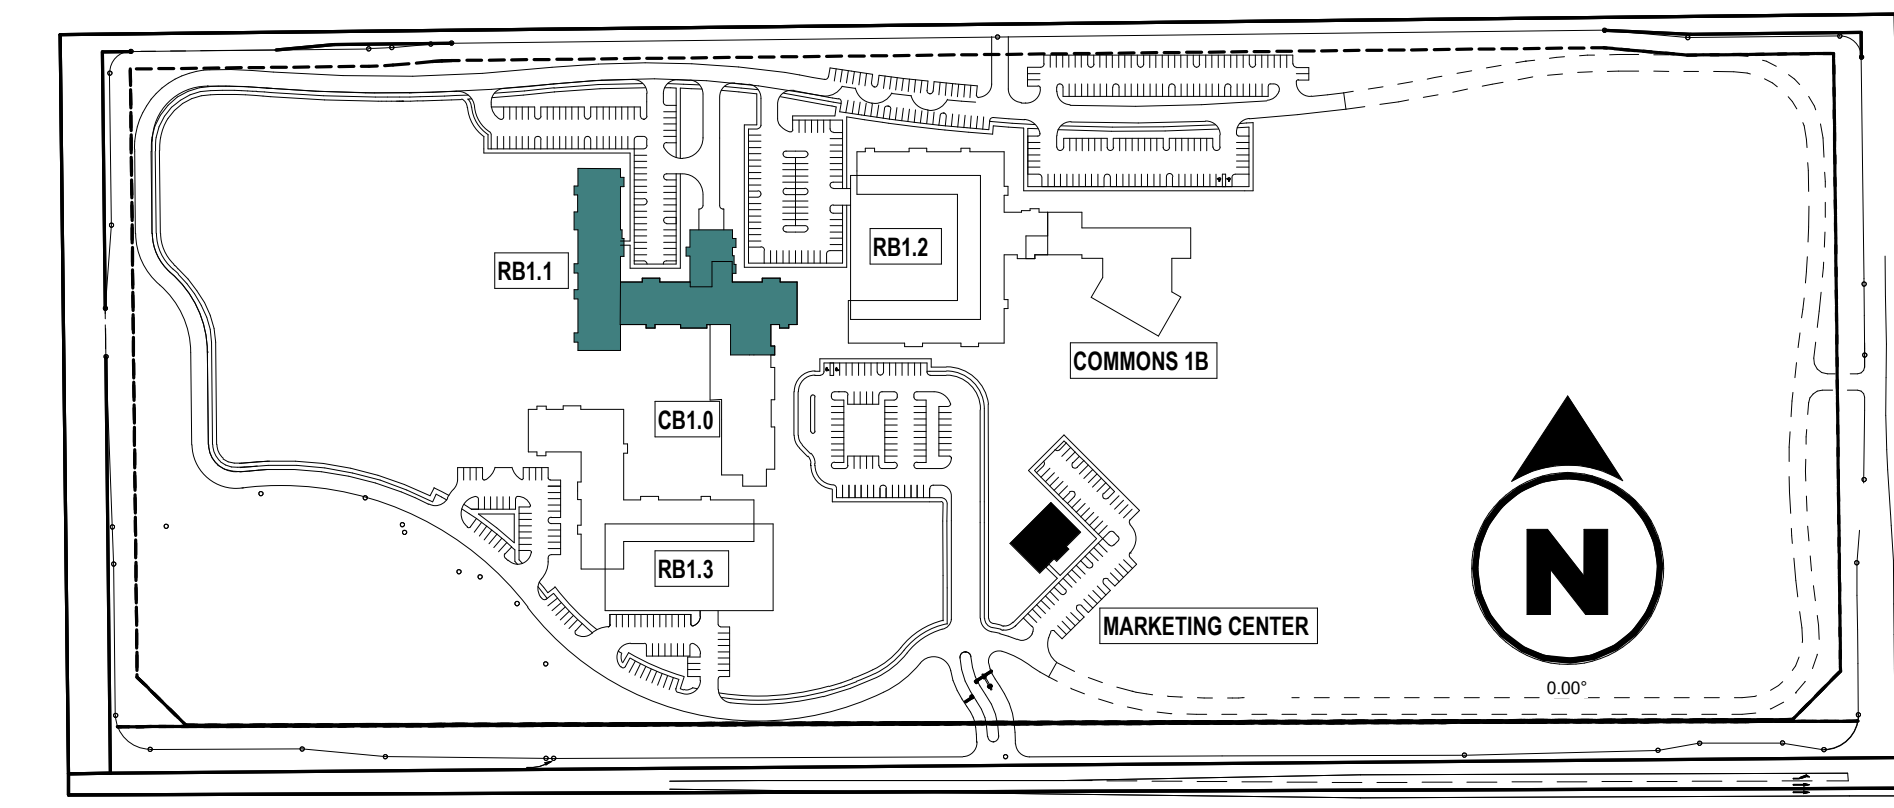 RB1.2
RB1.1
COMMONS 1B
CB1.0
N
RB1.3
MARKETING CENTER
0.00°